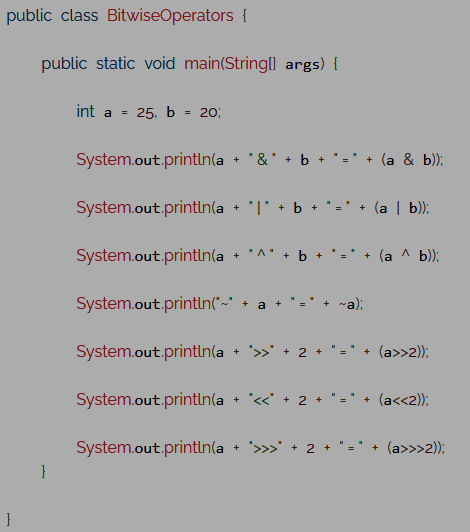 public class BitwiseOperators {
public static void main(String[] args) {
int a = 25, b = 20;
System.out.println(a + " & " + b + " = " + (a & b));
System.out.println(a + " | " + b + " = " + (a | b));
System.out.println(a + " ^ " + b + " = " + (a ^ b));
System.out.println("~" + a + " = " + ~a);
System.out.println(a + ">>" + 2 + " = " + (a>>2));
System.out.println(a + "<<" + 2 + " = " + (a<<2));
System.out.println(a + ">>>" + 2 + " = " + (a>>>2));
}
}